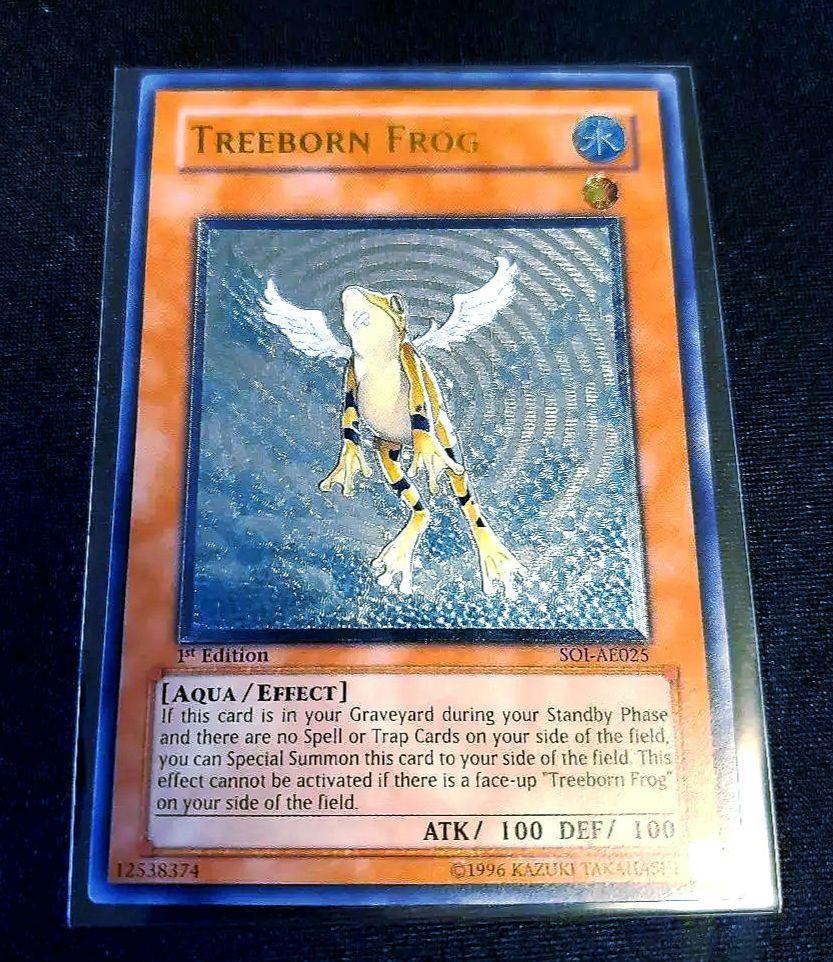 TREEBORN FROG
水
1st Edition
SOI-AE025
[AQUA/EFFECT]
If this card is in your Graveyard during your Standby Phase
and there are no Spell or Trap Cards on your side of the field,
you can Special Summon this card to your side of the field. This
effect cannot be activated if there is a face-up "Treeborn Frog"
on your side of the field.
ATK/ 100 DEF/ 100
12538374
©1996 KAZUKI TAKAHASHI